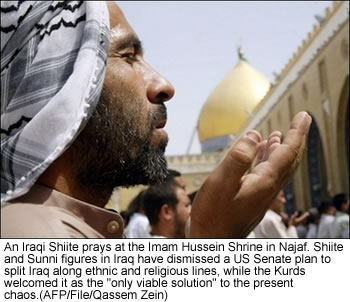 An Iraqi Shiite prays at the Imam Hussein Shrine in Najaf. Shiite
and Sunni figures in Iraq have dismissed a US Senate plan to
split Iraq along ethnic and religious lines, while the Kurds
welcomed it as the "only viable solution" to the present
chaos.(AFP/File/Qassem Zein)